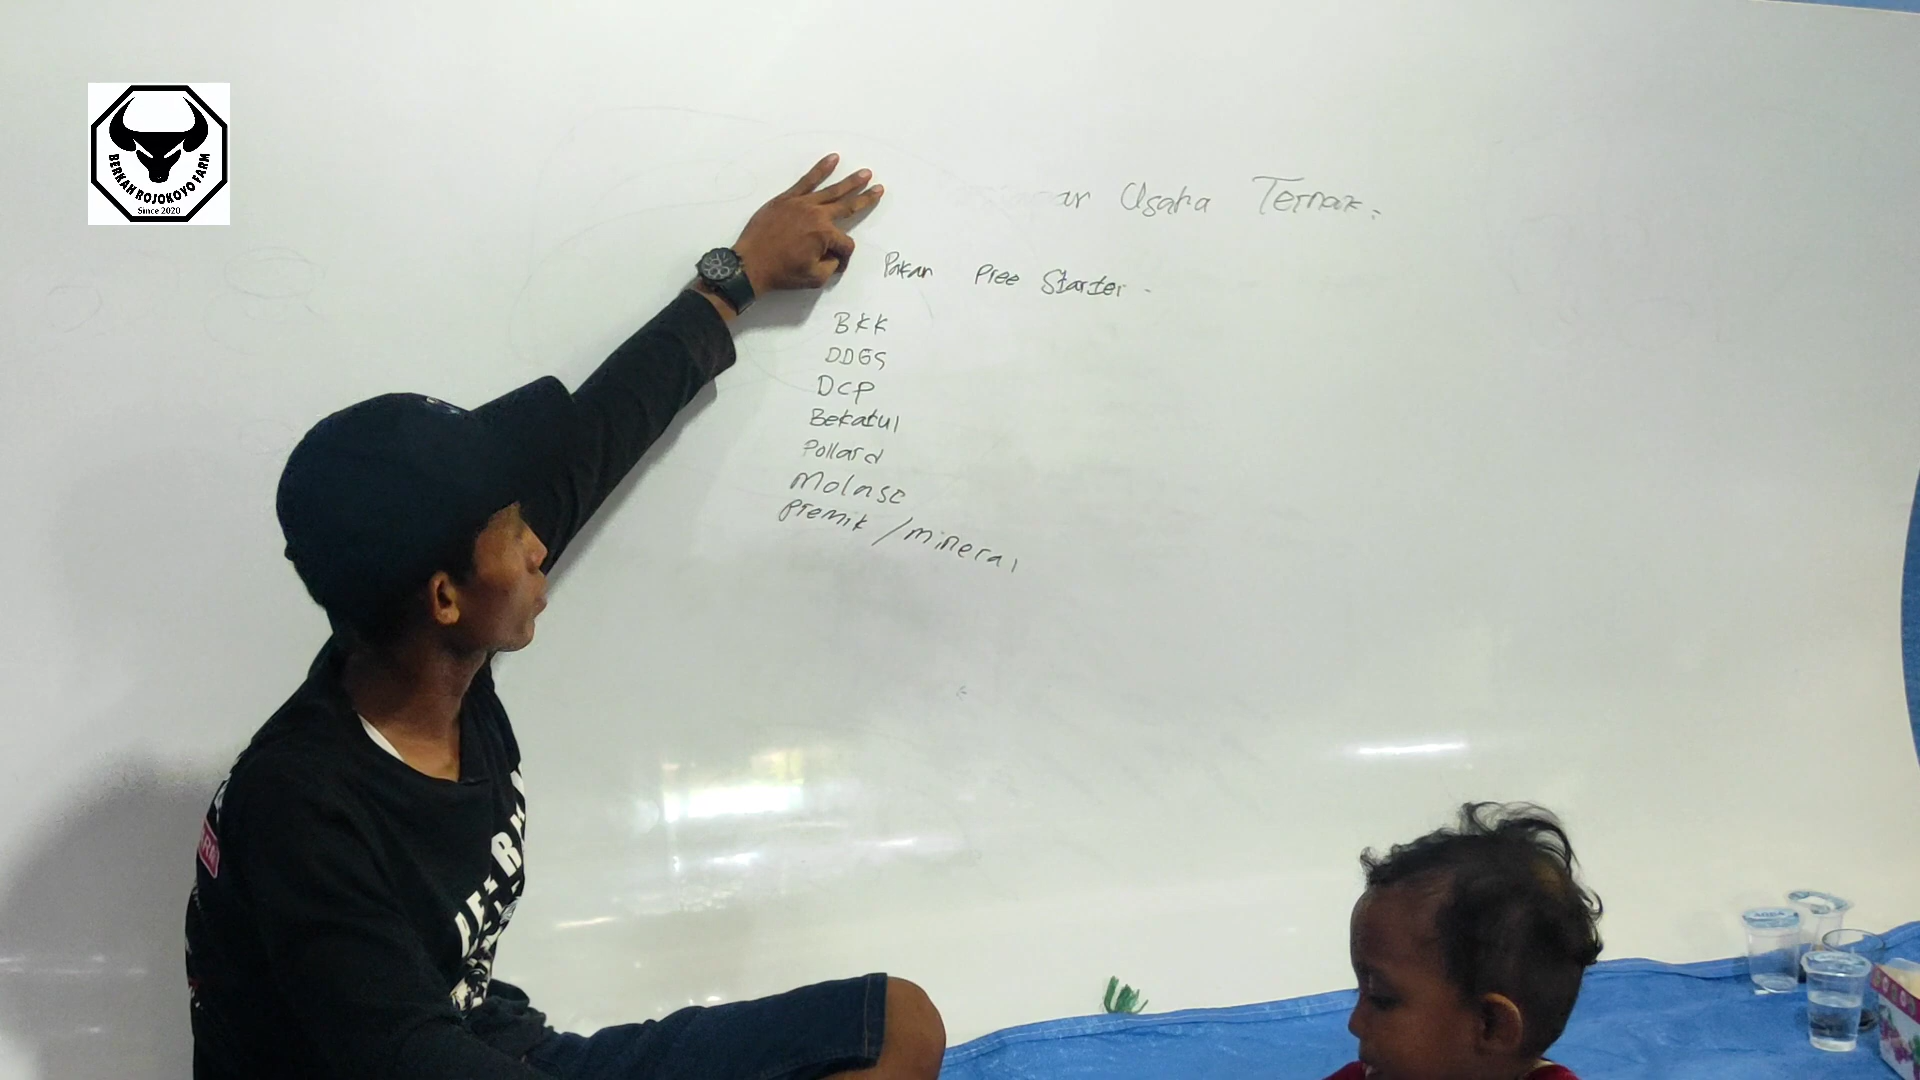 BERKAH ROJOKOYO FARM
Since 2020
ar Usaha Ternak.
Pakan Pree Starter -
BKK
DDGS
DCP
Bekatul
Pollard
Molase
Premik / mineral
AQUA